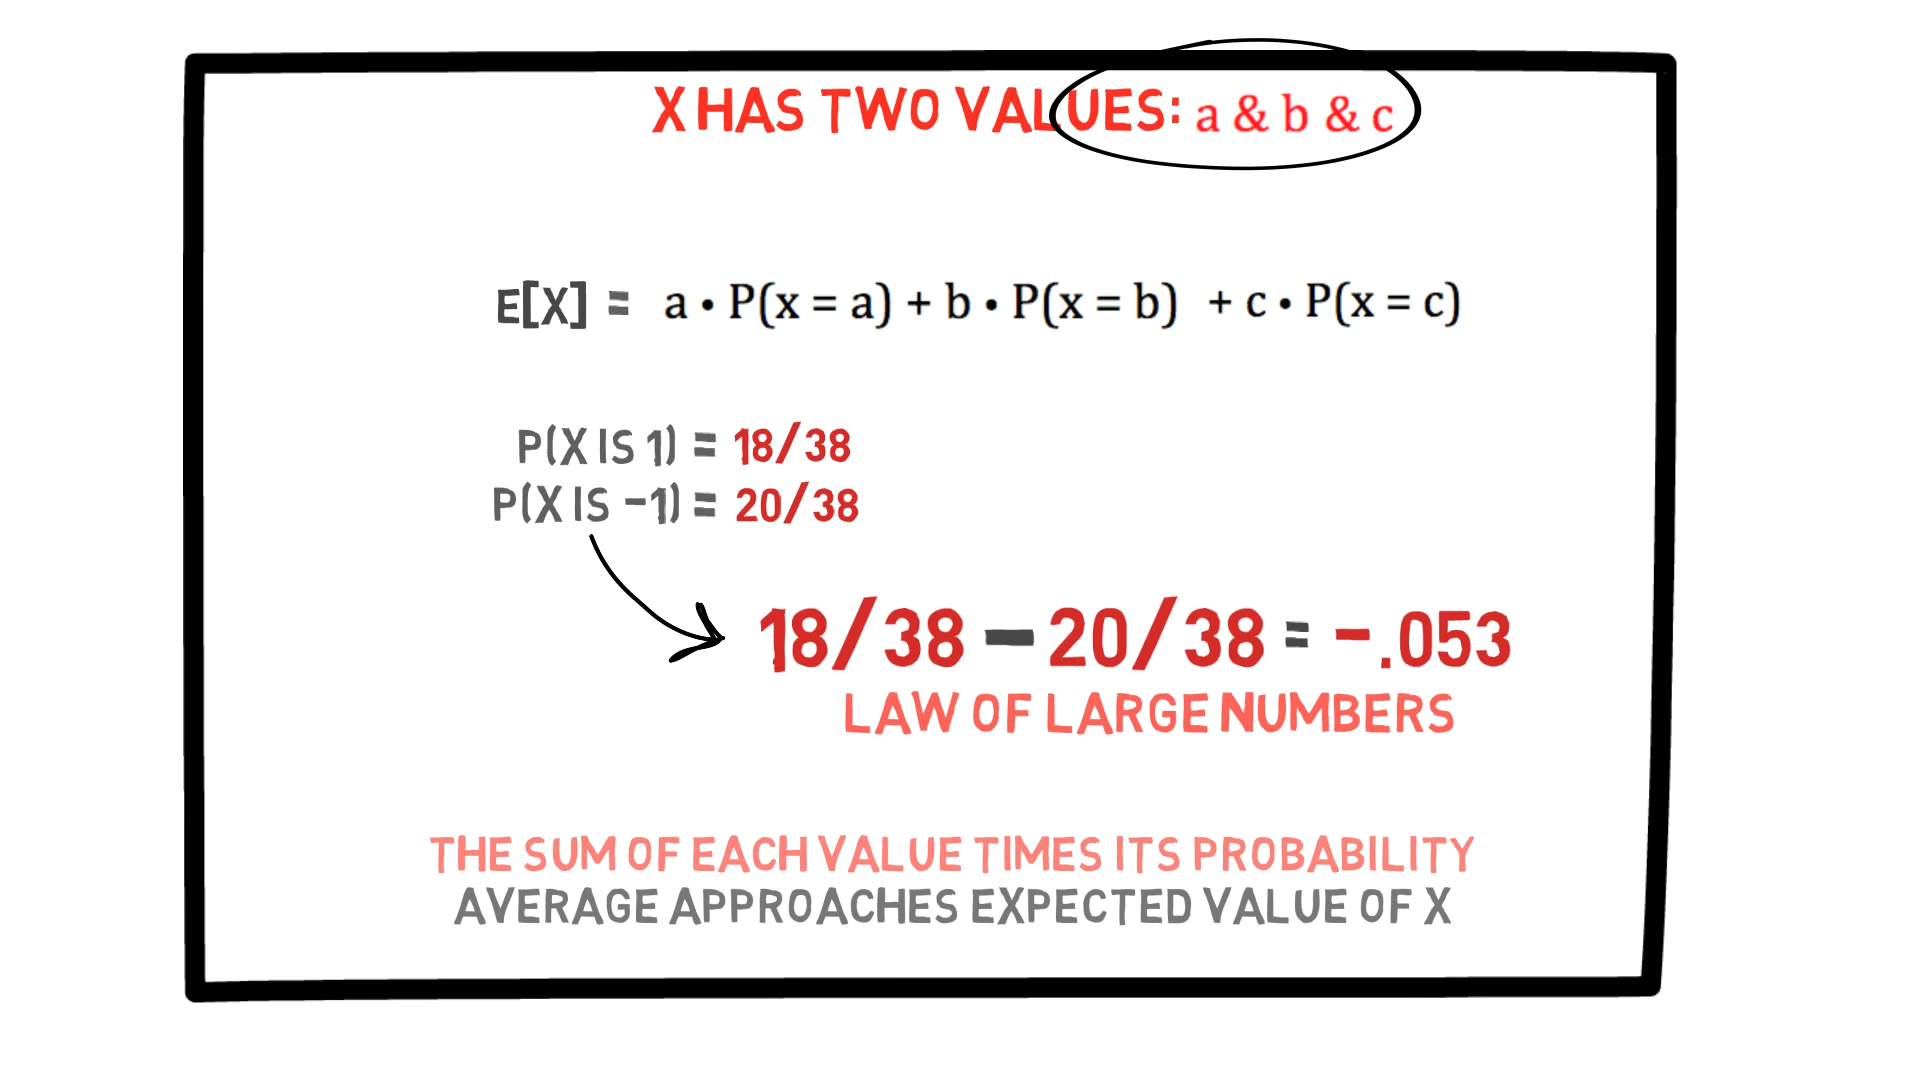 X HAS TWO VALUES: a & b & c
E[X] = a • P(x = a) + b • P(x = b) + c • P(x = c)
P(X IS 1) = 18/38
P(X IS -1) = 20/38
18/38 - 20/38 = -.053
LAW OF LARGE NUMBERS
THE SUM OF EACH VALUE TIMES ITS PROBABILITY
AVERAGE APPROACHES EXPECTED VALUE OF X